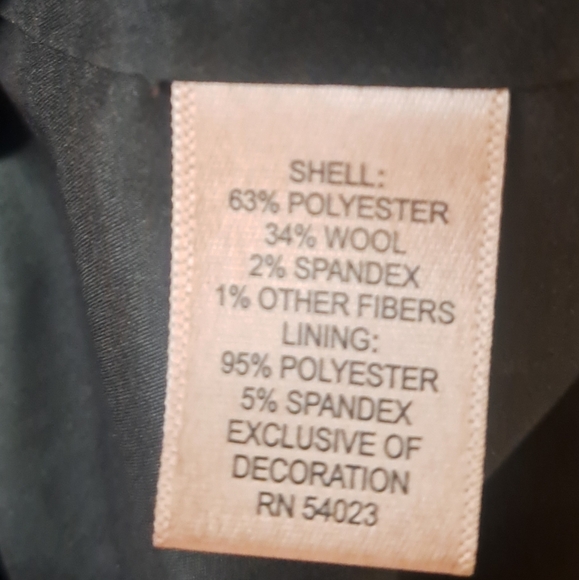 SHELL:
63% POLYESTER
34% WOOL
2% SPANDEX
1% OTHER FIBERS
LINING:
95% POLYESTER
5% SPANDEX
EXCLUSIVE OF
DECORATION
RN 54023